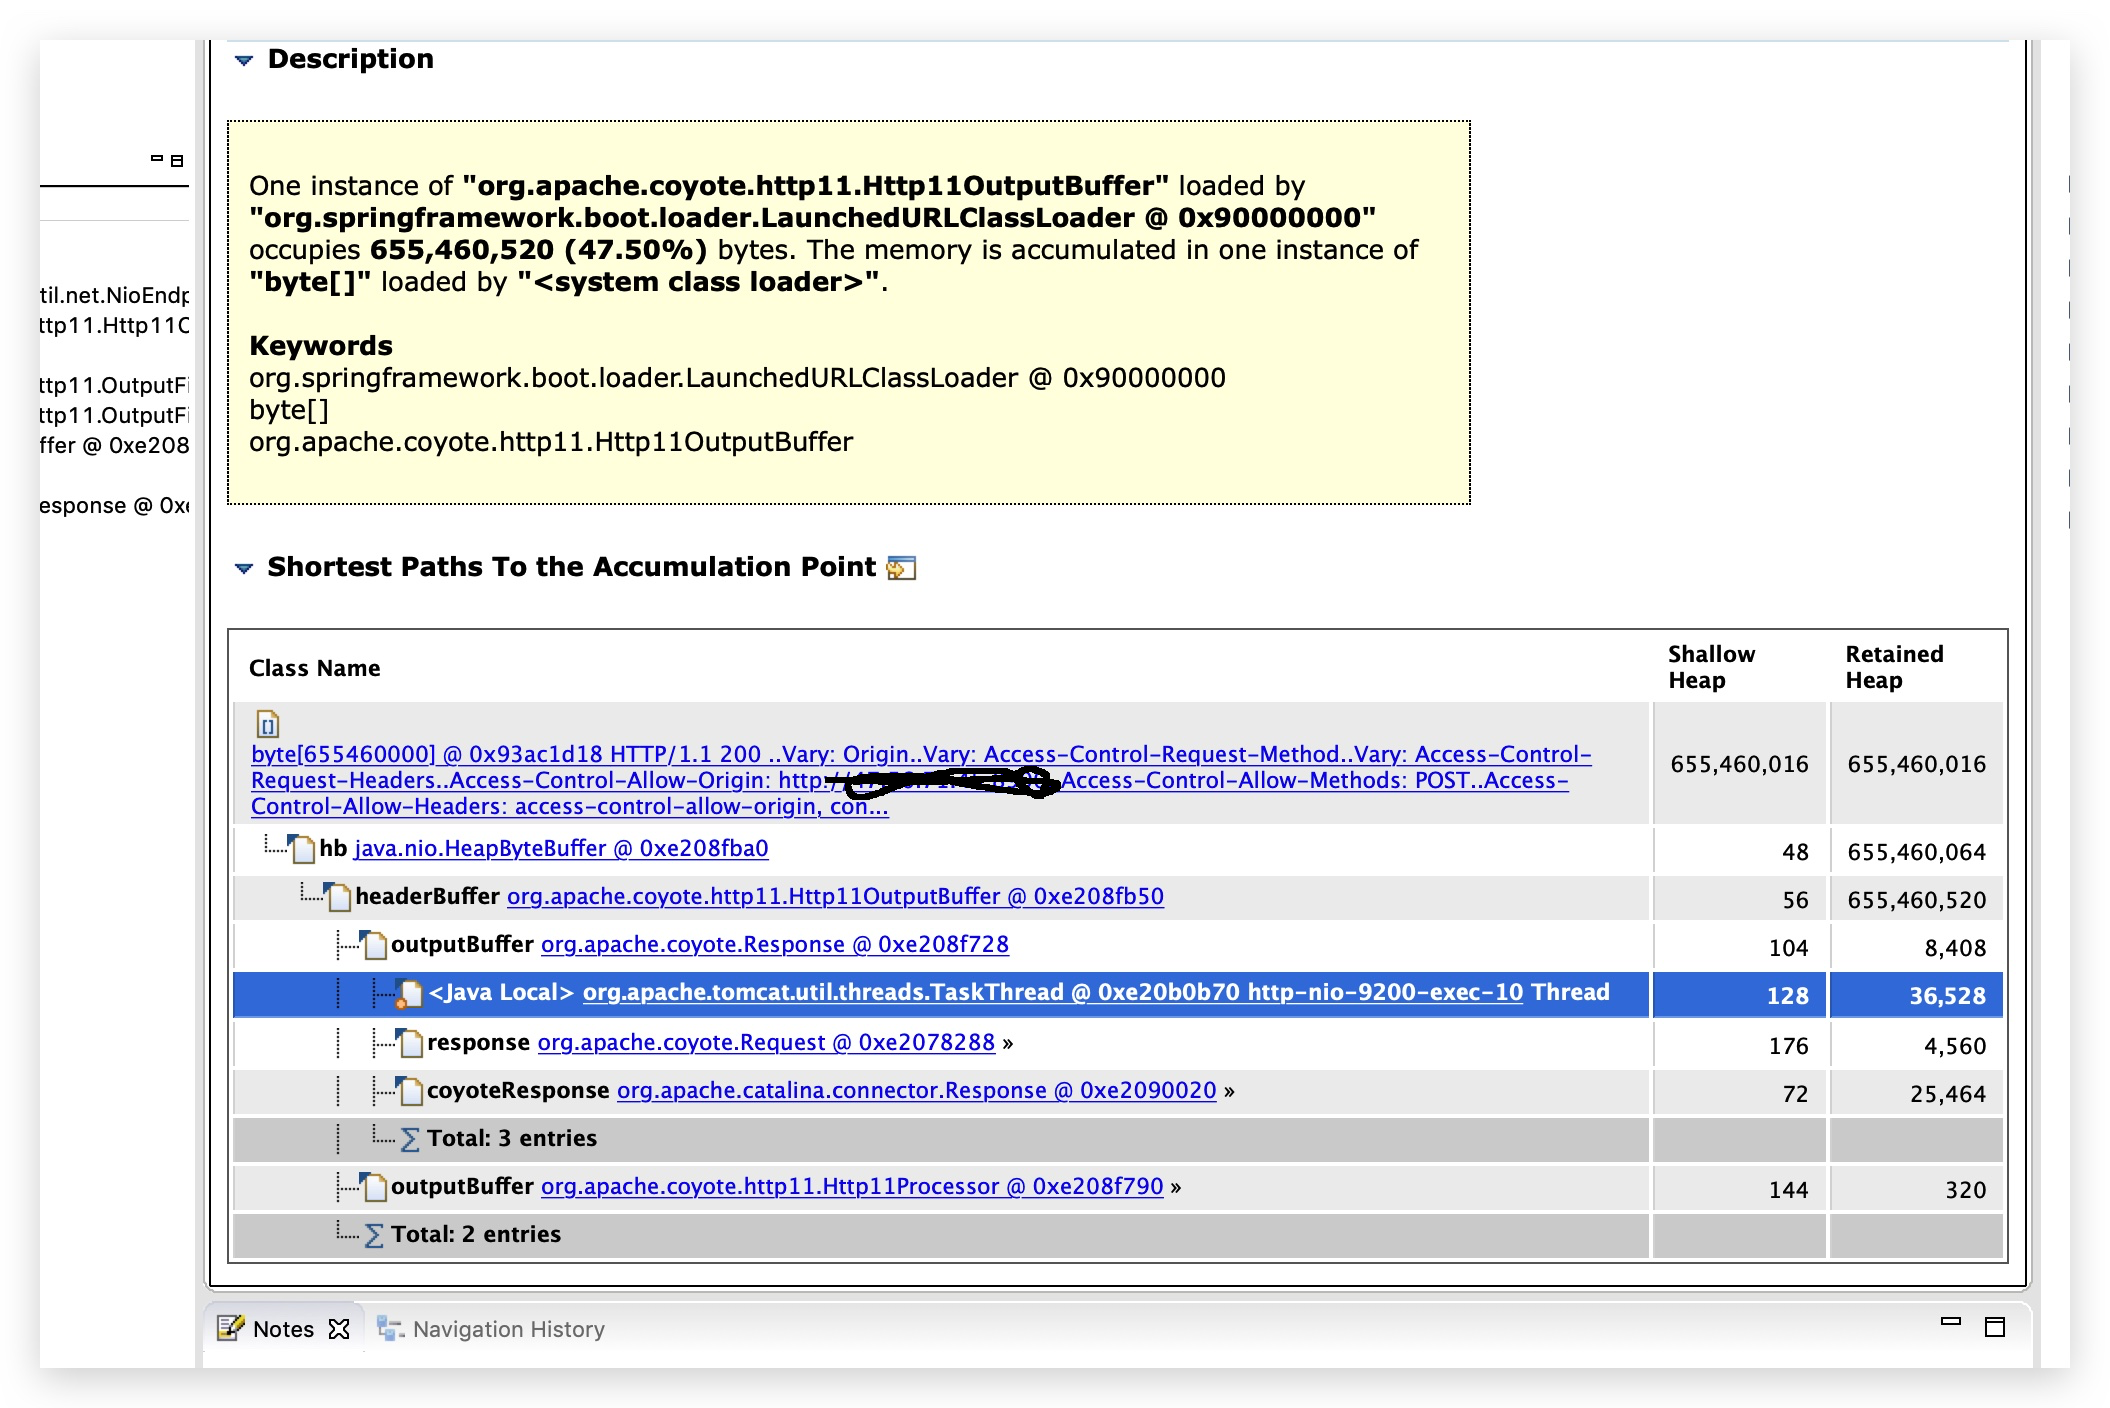 Description
One instance of "org.apache.coyote.http11.Http11OutputBuffer" loaded by
"org.springframework.boot.loader.LaunchedURLClassLoader @ 0x90000000"
occupies 655,460,520 (47.50%) bytes. The memory is accumulated in one instance of
"byte[]" loaded by "<system class loader>".
Keywords
org.springframework.boot.loader.LaunchedURLClassLoader @ 0x90000000
byte[]
org.apache.coyote.http11.Http11OutputBuffer
til.net.NioEndp
ttp11.Http11O
ttp11.OutputFi
ttp11.OutputFi
ffer @ 0xe208
esponse @ 0xe
Shortest Paths To the Accumulation Point
Class Name
Shallow Heap
Retained Heap
byte[655460000] @ 0x93ac1d18 HTTP/1.1 200 ..Vary: Origin..Vary: Access-Control-Request-Method..Vary: Access-Control-
Request-Headers..Access-Control-Allow-Origin: http:/ Access-Control-Allow-Methods: POST..Access-
Control-Allow-Headers: access-control-allow-origin, con...
655,460,016 655,460,016
hb java.nio.HeapByteBuffer @ 0xe208fba0 48 655,460,064
headerBuffer org.apache.coyote.http11.Http11OutputBuffer @ 0xe208fb50 56 655,460,520
outputBuffer org.apache.coyote.Response @ 0xe208f728 104 8,408
<Java Local> org.apache.tomcat.util.threads.TaskThread @ 0xe20b0b70 http-nio-9200-exec-10 Thread 128 36,528
response org.apache.coyote.Request @ 0xe2078288 » 176 4,560
coyoteResponse org.apache.catalina.connector.Response @ 0xe2090020 » 72 25,464
Total: 3 entries
outputBuffer org.apache.coyote.http11.Http11Processor @ 0xe208f790 » 144 320
Total: 2 entries
Notes
Navigation History